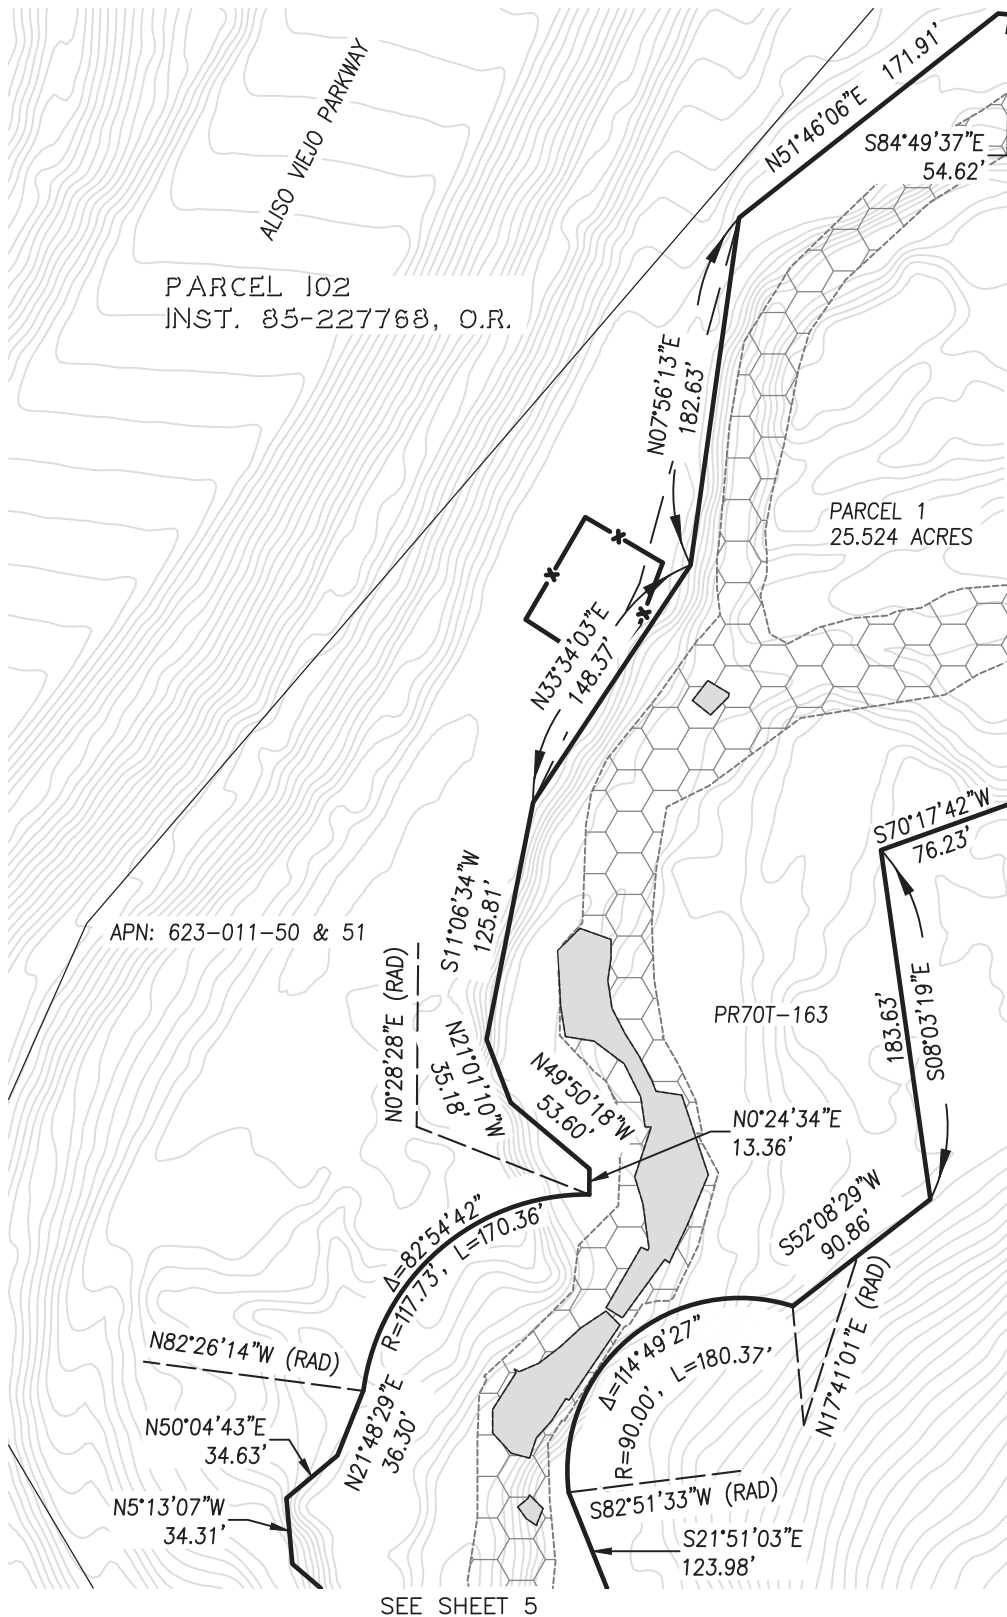 171.91'
N51°46'06"E
S84°49'37"E
54.62'
ALISO VIEJO PARKWAY
PARCEL 102
INST. 85-227768, O.R.
N07°56'13"E
182.63'
PARCEL 1
25.524 ACRES
N33°34'03"E
148.37'
S70°17'42"W
76.23'
S11°06'34"W
125.81'
APN: 623-011-50 & 51
N0°28'28"E (RAD)
PR70T-163
183.63'
S08°03'19"E
N21°01'10"W
35.18'
N49°50'18"W
53.60'
N0°24'34"E
13.36'
S52°08'29"W
90.86'
Δ=82°54'42"
R=117.73', L=170.36'
N17°41'01"E (RAD)
N82°26'14"W (RAD)
Δ=114°49'27"
R=90.00', L=180.37'
N21°48'29"E
36.30'
N50°04'43"E
34.63'
S82°51'33"W (RAD)
N5°13'07"W
34.31'
S21°51'03"E
123.98'
SEE SHEET 5